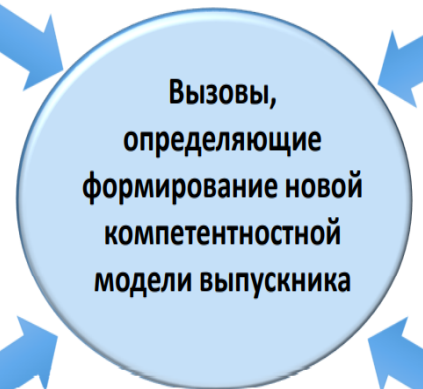 Вызовы,
определяющие
формирование новой
компетентностной
модели выпускника